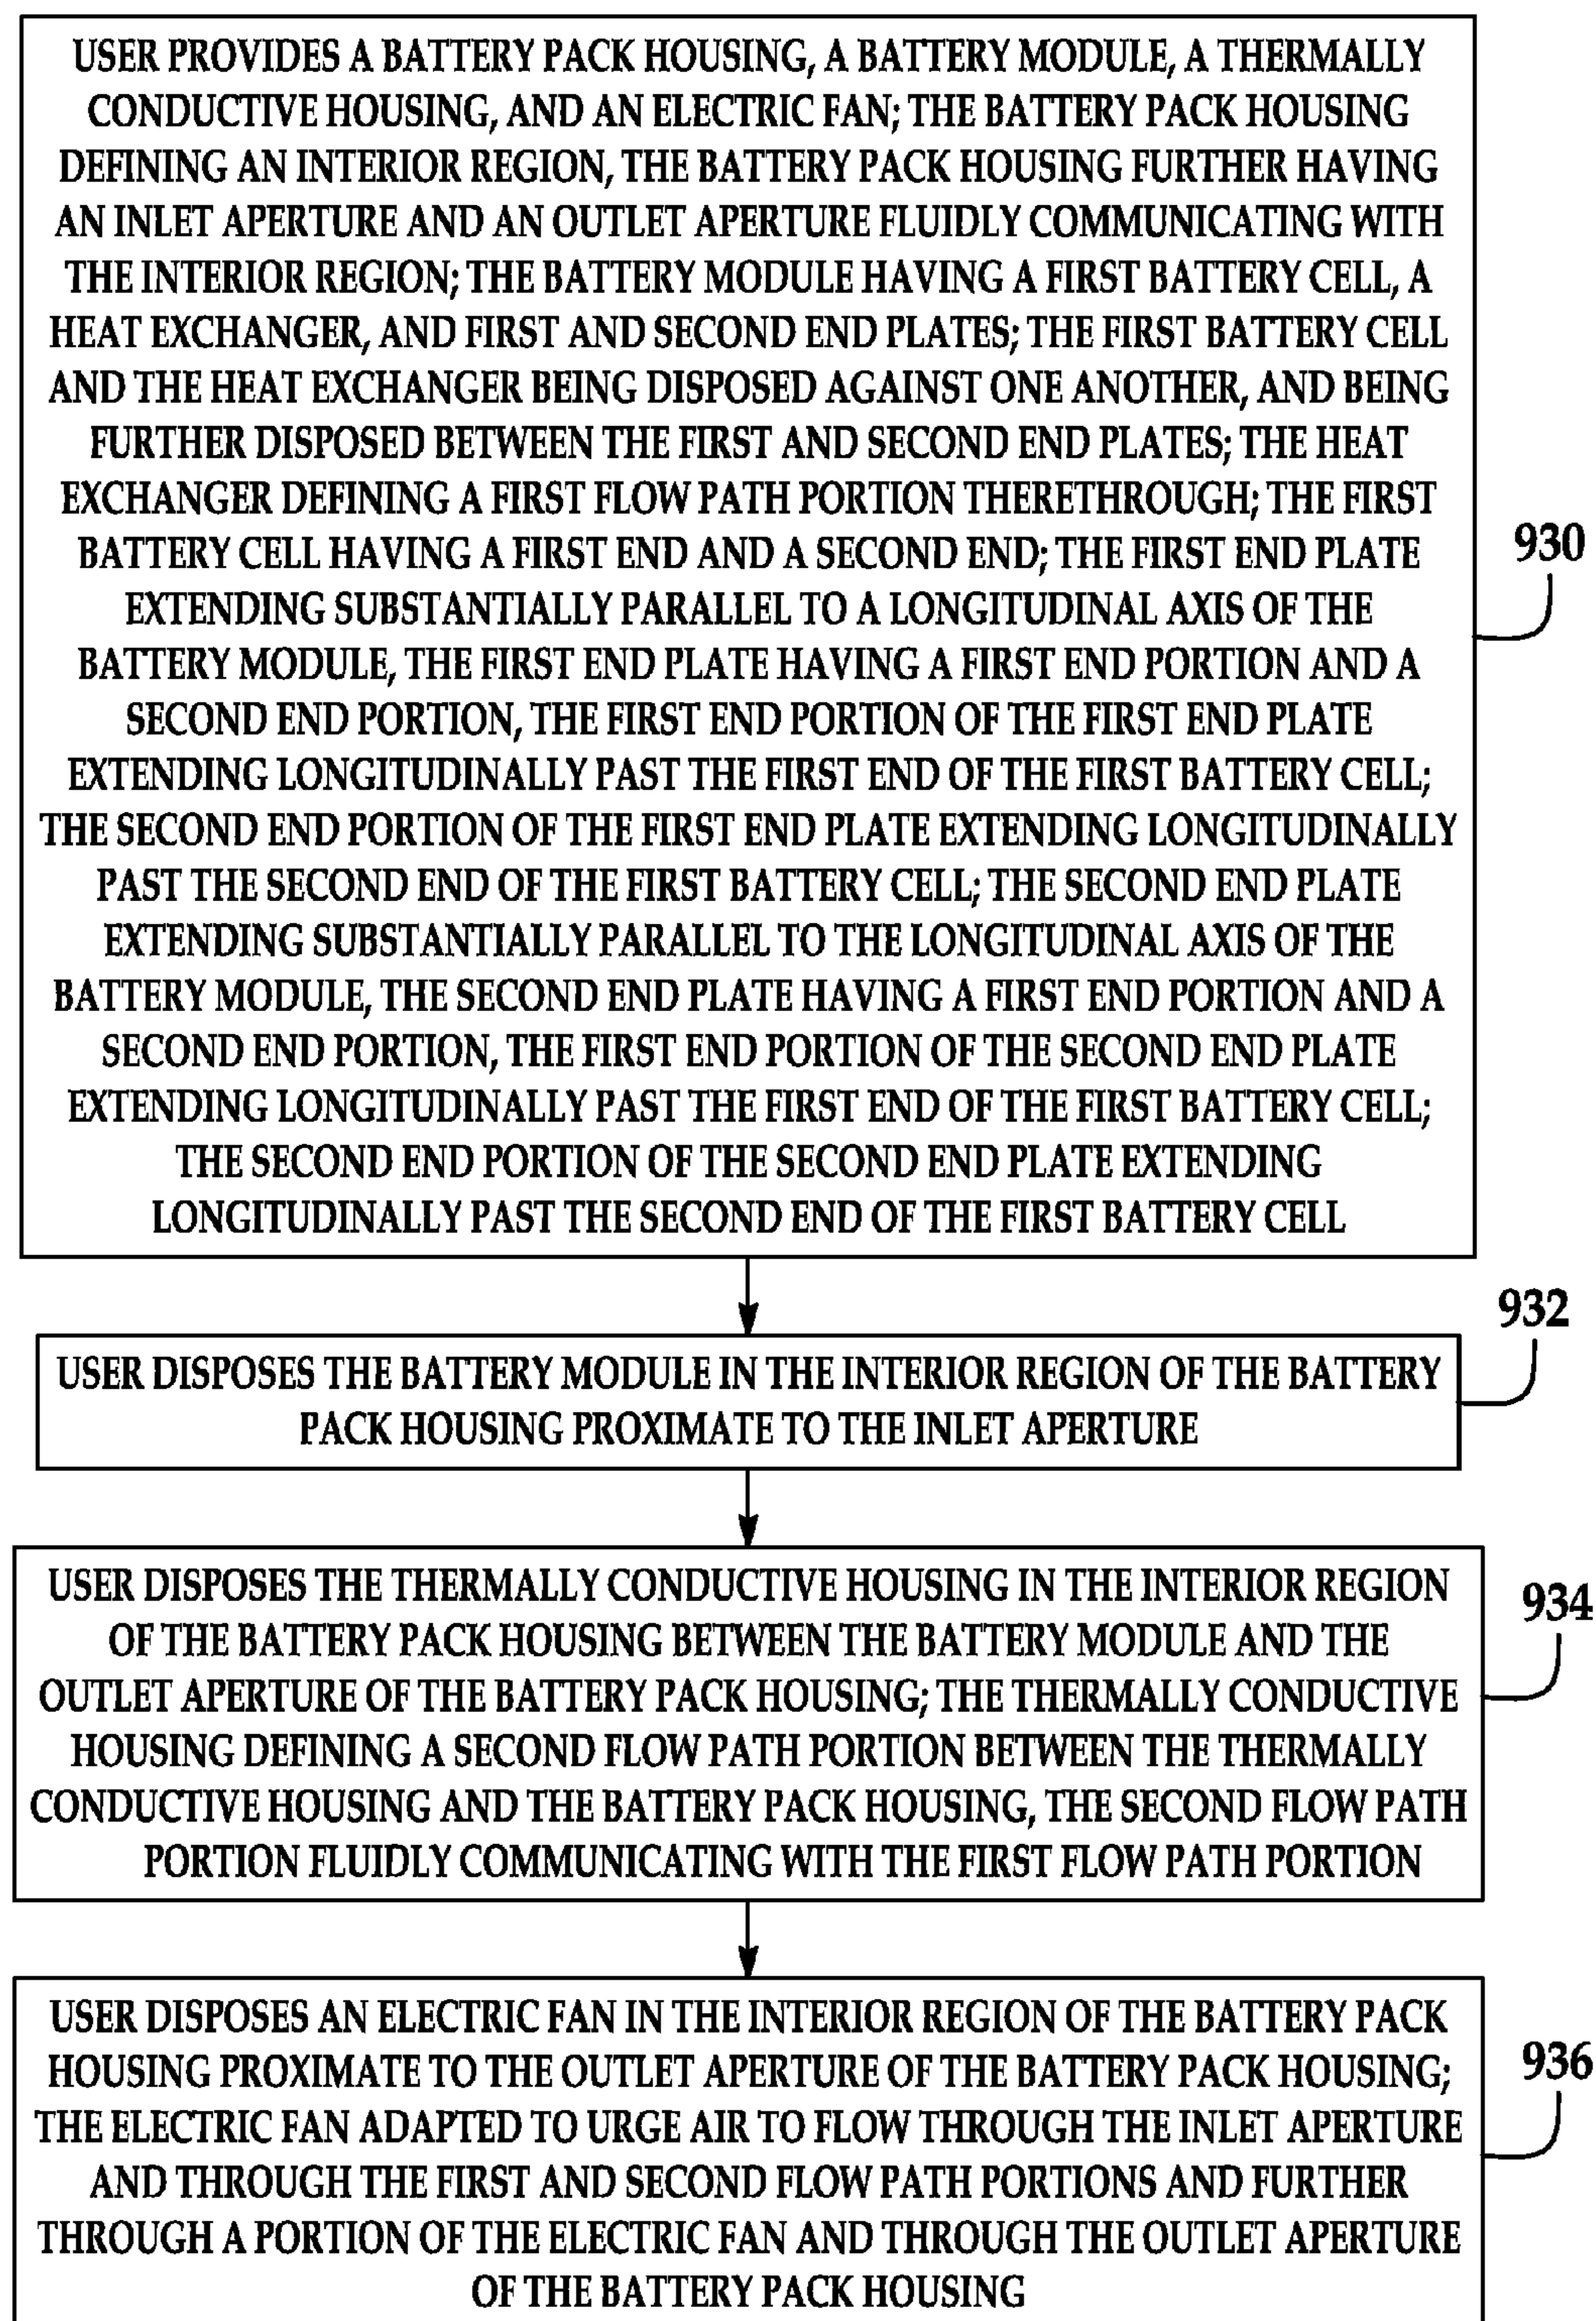 USER PROVIDES A BATTERY PACK HOUSING, A BATTERY MODULE, A THERMALLY
CONDUCTIVE HOUSING, AND AN ELECTRIC FAN; THE BATTERY PACK HOUSING
DEFINING AN INTERIOR REGION, THE BATTERY PACK HOUSING FURTHER HAVING
AN INLET APERTURE AND AN OUTLET APERTURE FLUIDLY COMMUNICATING WITH
THE INTERIOR REGION; THE BATTERY MODULE HAVING A FIRST BATTERY CELL, A
HEAT EXCHANGER, AND FIRST AND SECOND END PLATES; THE FIRST BATTERY CELL
AND THE HEAT EXCHANGER BEING DISPOSED AGAINST ONE ANOTHER, AND BEING
FURTHER DISPOSED BETWEEN THE FIRST AND SECOND END PLATES; THE HEAT
EXCHANGER DEFINING A FIRST FLOW PATH PORTION THERETHROUGH; THE FIRST
BATTERY CELL HAVING A FIRST END AND A SECOND END; THE FIRST END PLATE
EXTENDING SUBSTANTIALLY PARALLEL TO A LONGITUDINAL AXIS OF THE
BATTERY MODULE, THE FIRST END PLATE HAVING A FIRST END PORTION AND A
SECOND END PORTION, THE FIRST END PORTION OF THE FIRST END PLATE
EXTENDING LONGITUDINALLY PAST THE FIRST END OF THE FIRST BATTERY CELL;
THE SECOND END PORTION OF THE FIRST END PLATE EXTENDING LONGITUDINALLY
PAST THE SECOND END OF THE FIRST BATTERY CELL; THE SECOND END PLATE
EXTENDING SUBSTANTIALLY PARALLEL TO THE LONGITUDINAL AXIS OF THE
BATTERY MODULE, THE SECOND END PLATE HAVING A FIRST END PORTION AND A
SECOND END PORTION, THE FIRST END PORTION OF THE SECOND END PLATE
EXTENDING LONGITUDINALLY PAST THE FIRST END OF THE FIRST BATTERY CELL;
THE SECOND END PORTION OF THE SECOND END PLATE EXTENDING
LONGITUDINALLY PAST THE SECOND END OF THE FIRST BATTERY CELL
930
USER DISPOSES THE BATTERY MODULE IN THE INTERIOR REGION OF THE BATTERY
PACK HOUSING PROXIMATE TO THE INLET APERTURE
932
USER DISPOSES THE THERMALLY CONDUCTIVE HOUSING IN THE INTERIOR REGION
OF THE BATTERY PACK HOUSING BETWEEN THE BATTERY MODULE AND THE
OUTLET APERTURE OF THE BATTERY PACK HOUSING; THE THERMALLY CONDUCTIVE
HOUSING DEFINING A SECOND FLOW PATH PORTION BETWEEN THE THERMALLY
CONDUCTIVE HOUSING AND THE BATTERY PACK HOUSING, THE SECOND FLOW PATH
PORTION FLUIDLY COMMUNICATING WITH THE FIRST FLOW PATH PORTION
934
USER DISPOSES AN ELECTRIC FAN IN THE INTERIOR REGION OF THE BATTERY PACK
HOUSING PROXIMATE TO THE OUTLET APERTURE OF THE BATTERY PACK HOUSING;
THE ELECTRIC FAN ADAPTED TO URGE AIR TO FLOW THROUGH THE INLET APERTURE
AND THROUGH THE FIRST AND SECOND FLOW PATH PORTIONS AND FURTHER
THROUGH A PORTION OF THE ELECTRIC FAN AND THROUGH THE OUTLET APERTURE
OF THE BATTERY PACK HOUSING
936